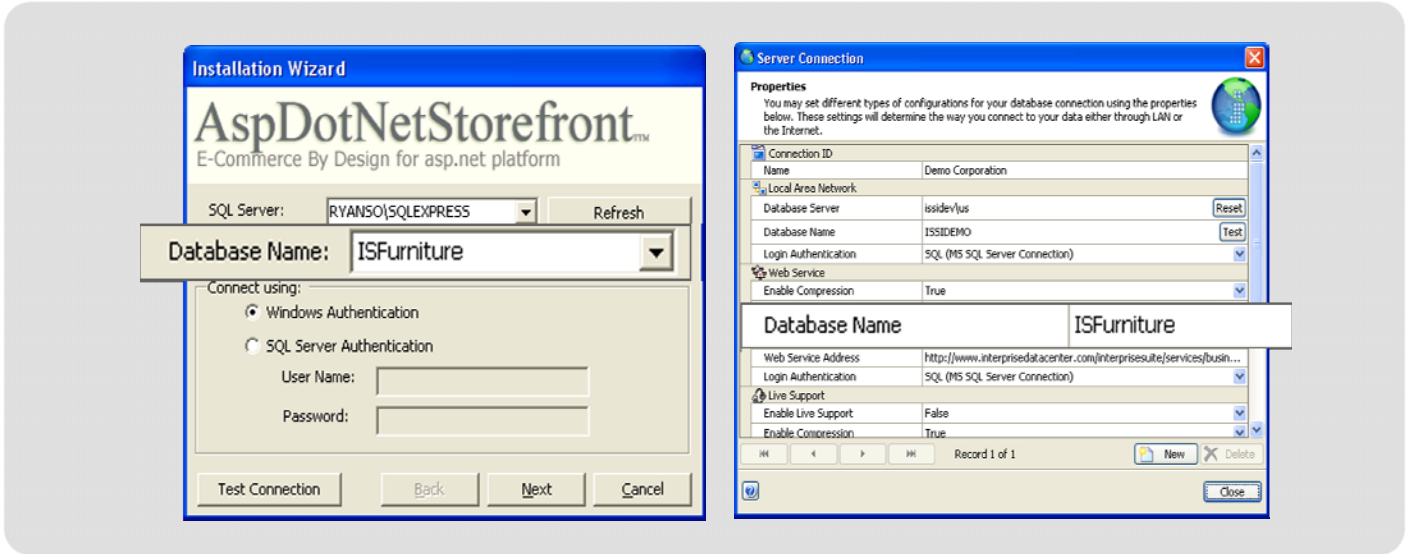 Installation Wizard
AspDotNetStorefront TM
E-Commerce By Design for asp.net platform
SQL Server: RYANSO\SQLEXPRESS Refresh
Database Name: ISFurniture
Connect using:
Windows Authentication
SQL Server Authentication
User Name:
Password:
Test Connection Back Next Cancel
Server Connection
Properties
You may set different types of configurations for your database connection using the properties
below. These settings will determine the way you connect to your data either through LAN or
the Internet.
Connection ID
Name Demo Corporation
Local Area Network
Database Server issidev\us Reset
Database Name ISSIDEMO Test
Login Authentication SQL (MS SQL Server Connection)
Web Service
Enable Compression True
Database Name ISFurniture
Web Service Address http://www.interprisedatacenter.com/interprisesuite/services/busin...
Login Authentication SQL (MS SQL Server Connection)
Live Support
Enable Live Support False
Enable Compression True
Record 1 of 1 New Delete
Close